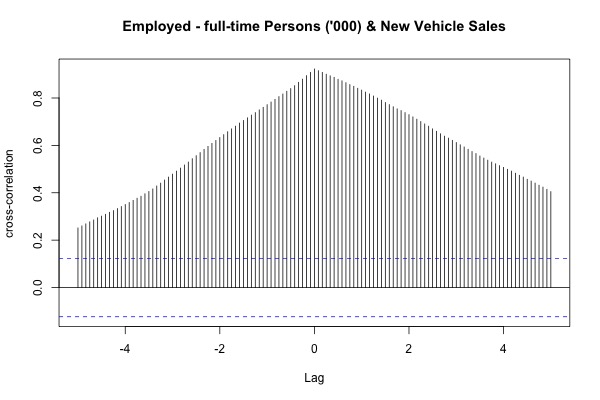 Employed - full-time Persons ('000) & New Vehicle Sales
cross-correlation
0.8
0.6
0.4
0.2
0.0
-4 -2 0 2 4
Lag